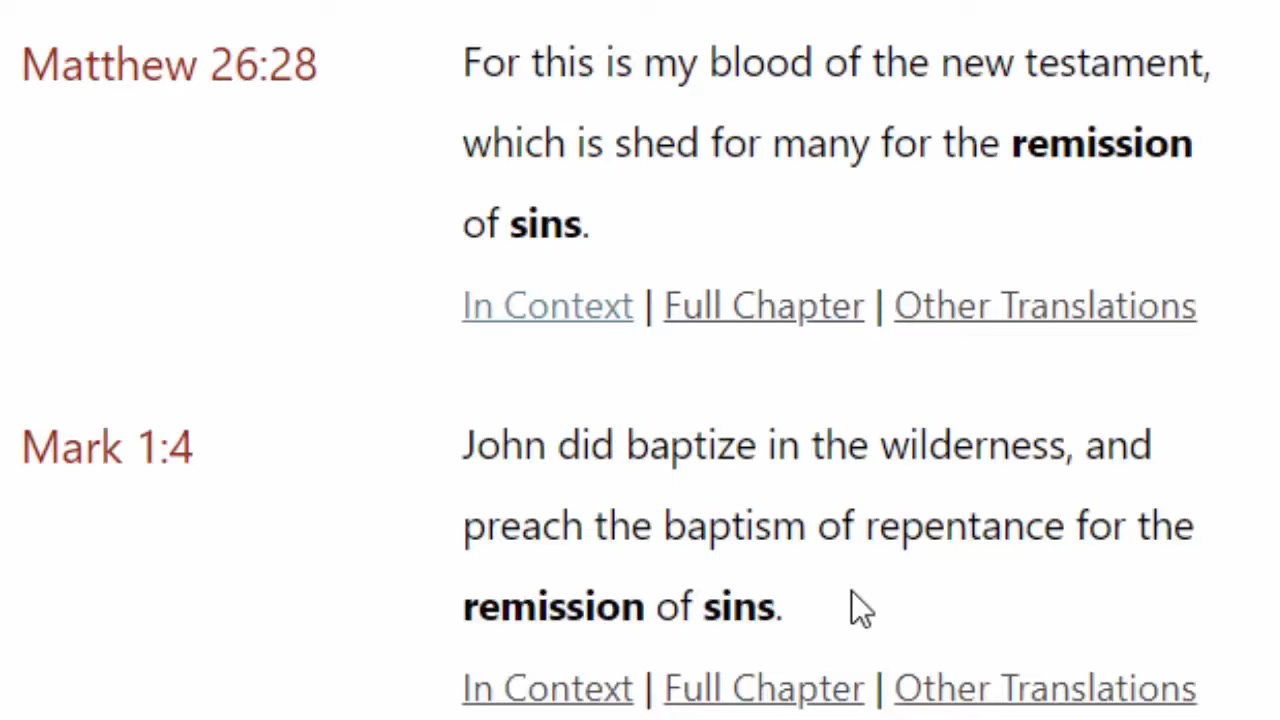 Matthew 26:28
For this is my blood of the new testament,
which is shed for many for the remission
of sins.
In Context | Full Chapter | Other Translations
Mark 1:4
John did baptize in the wilderness, and
preach the baptism of repentance for the
remission of sins.
In Context | Full Chapter | Other Translations